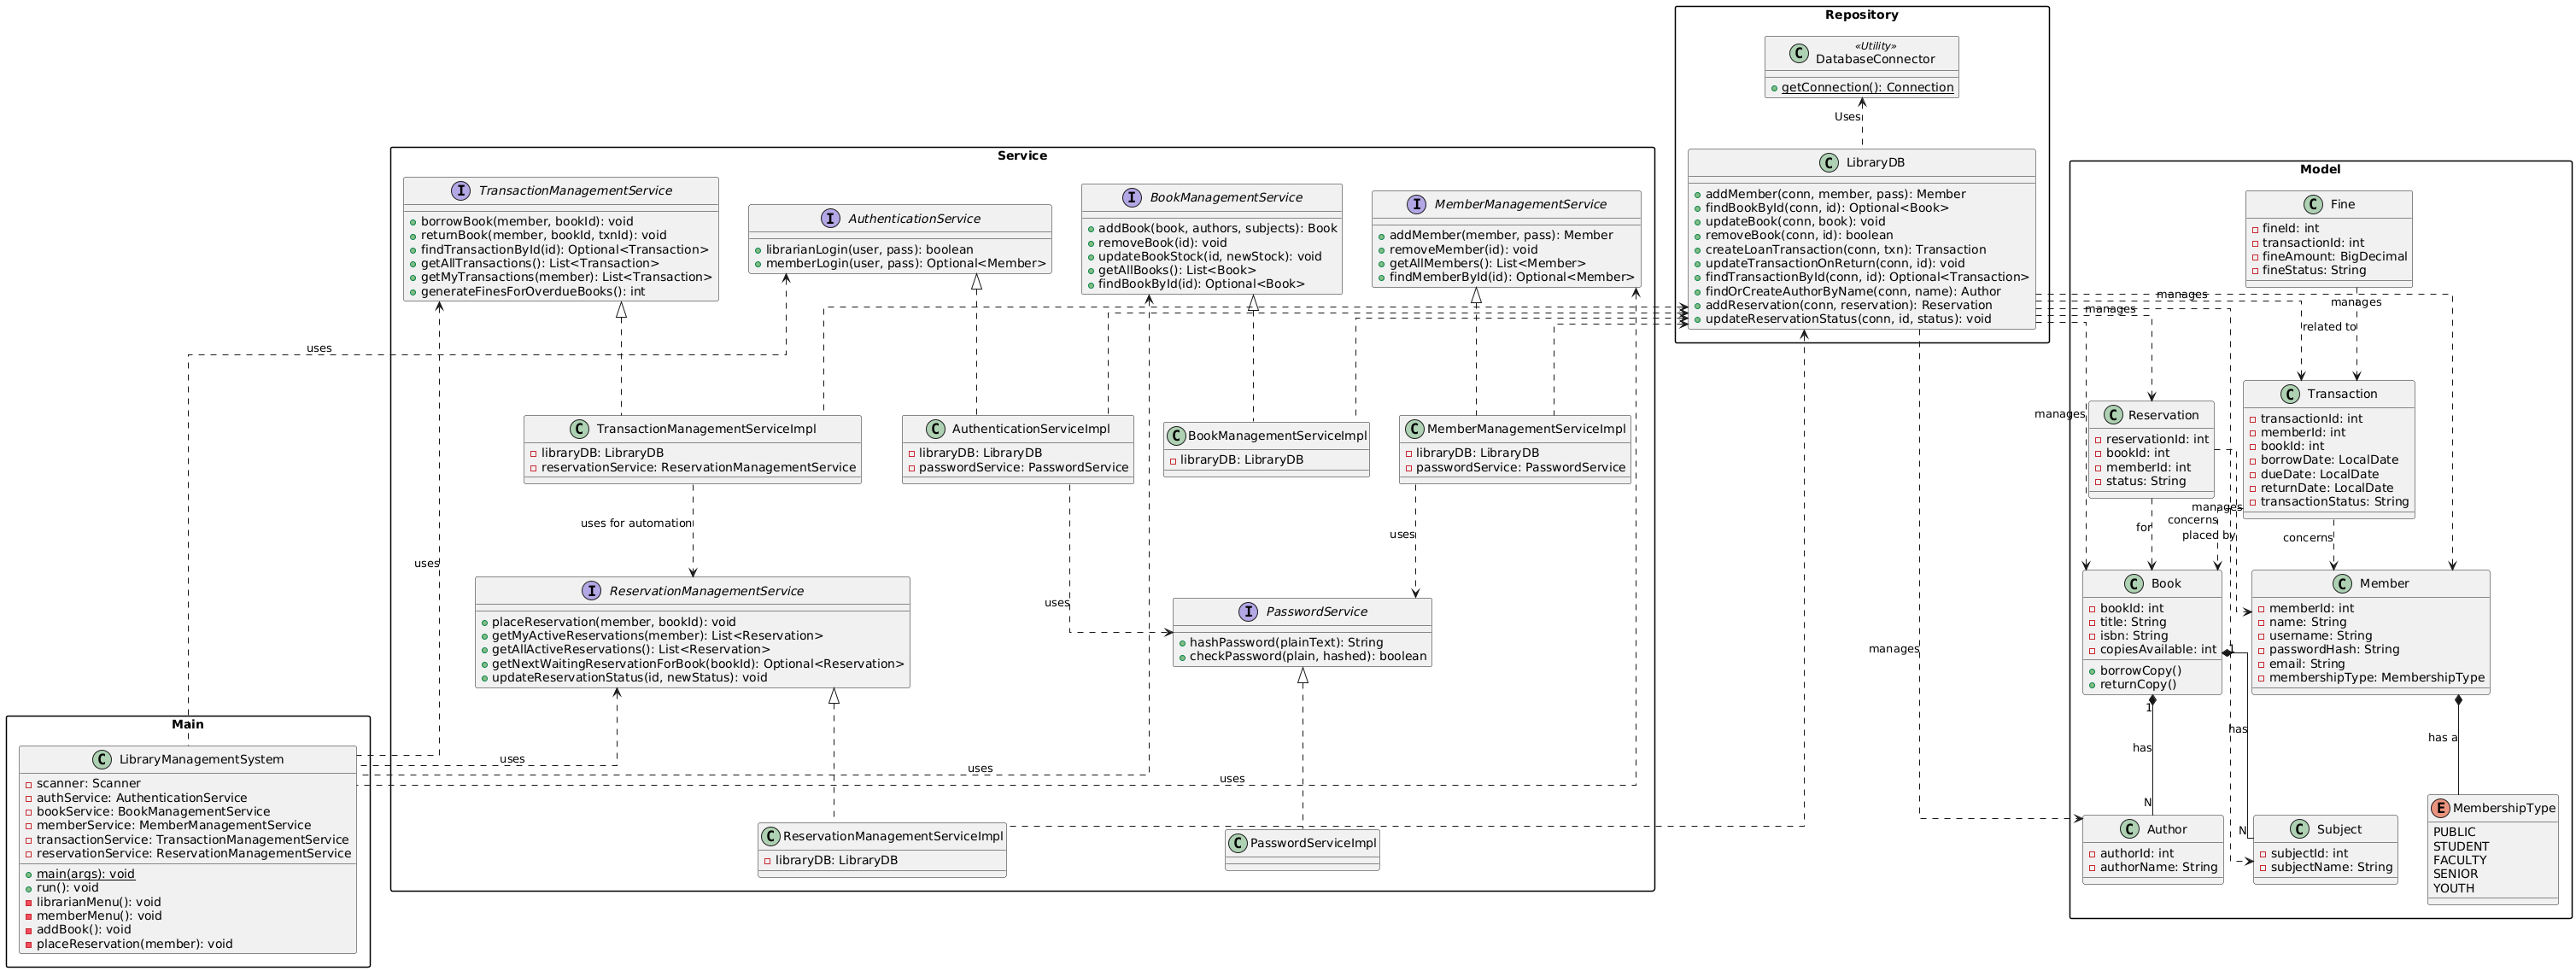 Repository
«Utility»
DatabaseConnector
getConnection(): Connection
Uses
LibraryDB
addMember(conn, member, pass): Member
findBookById(conn, id): Optional<Book>
updateBook(conn, book): void
removeBook(conn, id): boolean
createLoanTransaction(conn, txn): Transaction
updateTransactionOnReturn(conn, id): void
findTransactionById(conn, id): Optional<Transaction>
findOrCreateAuthorByName(conn, name): Author
addReservation(conn, reservation): Reservation
updateReservationStatus(conn, id, status): void
Service
TransactionManagementService
borrowBook(member, bookId): void
returnBook(member, bookId, txnId): void
findTransactionById(id): Optional<Transaction>
getAllTransactions(): List<Transaction>
getMyTransactions(member): List<Transaction>
generateFinesForOverdueBooks(): int
AuthenticationService
librarianLogin(user, pass): boolean
memberLogin(user, pass): Optional<Member>
BookManagementService
addBook(book, authors, subjects): Book
removeBook(id): void
updateBookStock(id, newStock): void
getAllBooks(): List<Book>
findBookById(id): Optional<Book>
MemberManagementService
addMember(member, pass): Member
removeMember(id): void
getAllMembers(): List<Member>
findMemberById(id): Optional<Member>
uses
TransactionManagementServiceImpl
libraryDB: LibraryDB
reservationService: ReservationManagementService
AuthenticationServiceImpl
libraryDB: LibraryDB
passwordService: PasswordService
BookManagementServiceImpl
libraryDB: LibraryDB
MemberManagementServiceImpl
libraryDB: LibraryDB
passwordService: PasswordService
uses for automation
uses
uses
uses
ReservationManagementService
placeReservation(member, bookId): void
getMyActiveReservations(member): List<Reservation>
getAllActiveReservations(): List<Reservation>
getNextWaitingReservationForBook(bookId): Optional<Reservation>
updateReservationStatus(id, newStatus): void
PasswordService
hashPassword(plainText): String
checkPassword(plain, hashed): boolean
uses
uses
uses
ReservationManagementServiceImpl
libraryDB: LibraryDB
PasswordServiceImpl
Main
LibraryManagementSystem
scanner: Scanner
authService: AuthenticationService
bookService: BookManagementService
memberService: MemberManagementService
transactionService: TransactionManagementService
reservationService: ReservationManagementService
main(args): void
run(): void
librarianMenu(): void
memberMenu(): void
addBook(): void
placeReservation(member): void
Model
Fine
fineId: int
transactionId: int
fineAmount: BigDecimal
fineStatus: String
manages
manages
manages
related to
manages
Reservation
reservationId: int
bookId: int
memberId: int
status: String
Transaction
transactionId: int
memberId: int
bookId: int
borrowDate: LocalDate
dueDate: LocalDate
returnDate: LocalDate
transactionStatus: String
manages
for
concerns
placed by
concerns
Book
bookId: int
title: String
isbn: String
copiesAvailable: int
borrowCopy()
returnCopy()
Member
memberId: int
name: String
username: String
passwordHash: String
email: String
membershipType: MembershipType
manages
1
1
has
has
has a
N
N
Author
authorId: int
authorName: String
Subject
subjectId: int
subjectName: String
MembershipType
PUBLIC
STUDENT
FACULTY
SENIOR
YOUTH